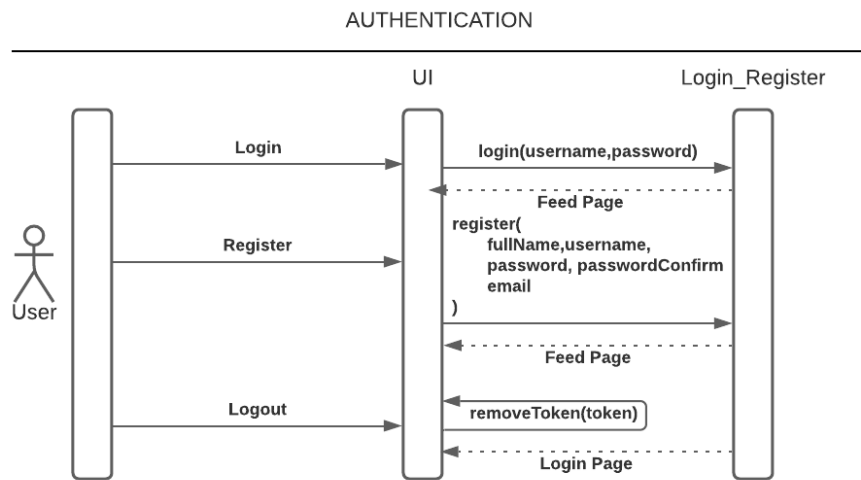 AUTHENTICATION
UI
Login_Register
Login
login(username,password)
Feed Page
register(
fullName,username,
Register
password, passwordConfirm
email
User
)
Feed Page
Logout
removeToken(token)
Login Page